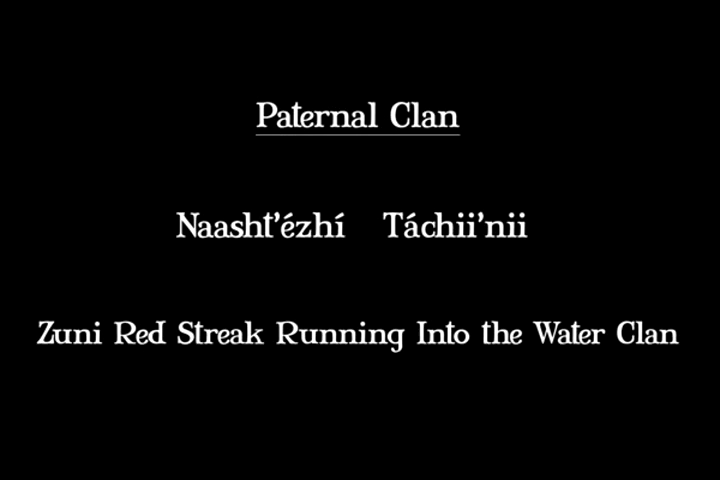 Paternal Clan
Naasht’ézhí Táchii’nii
Zuni Red Streak Running Into the Water Clan